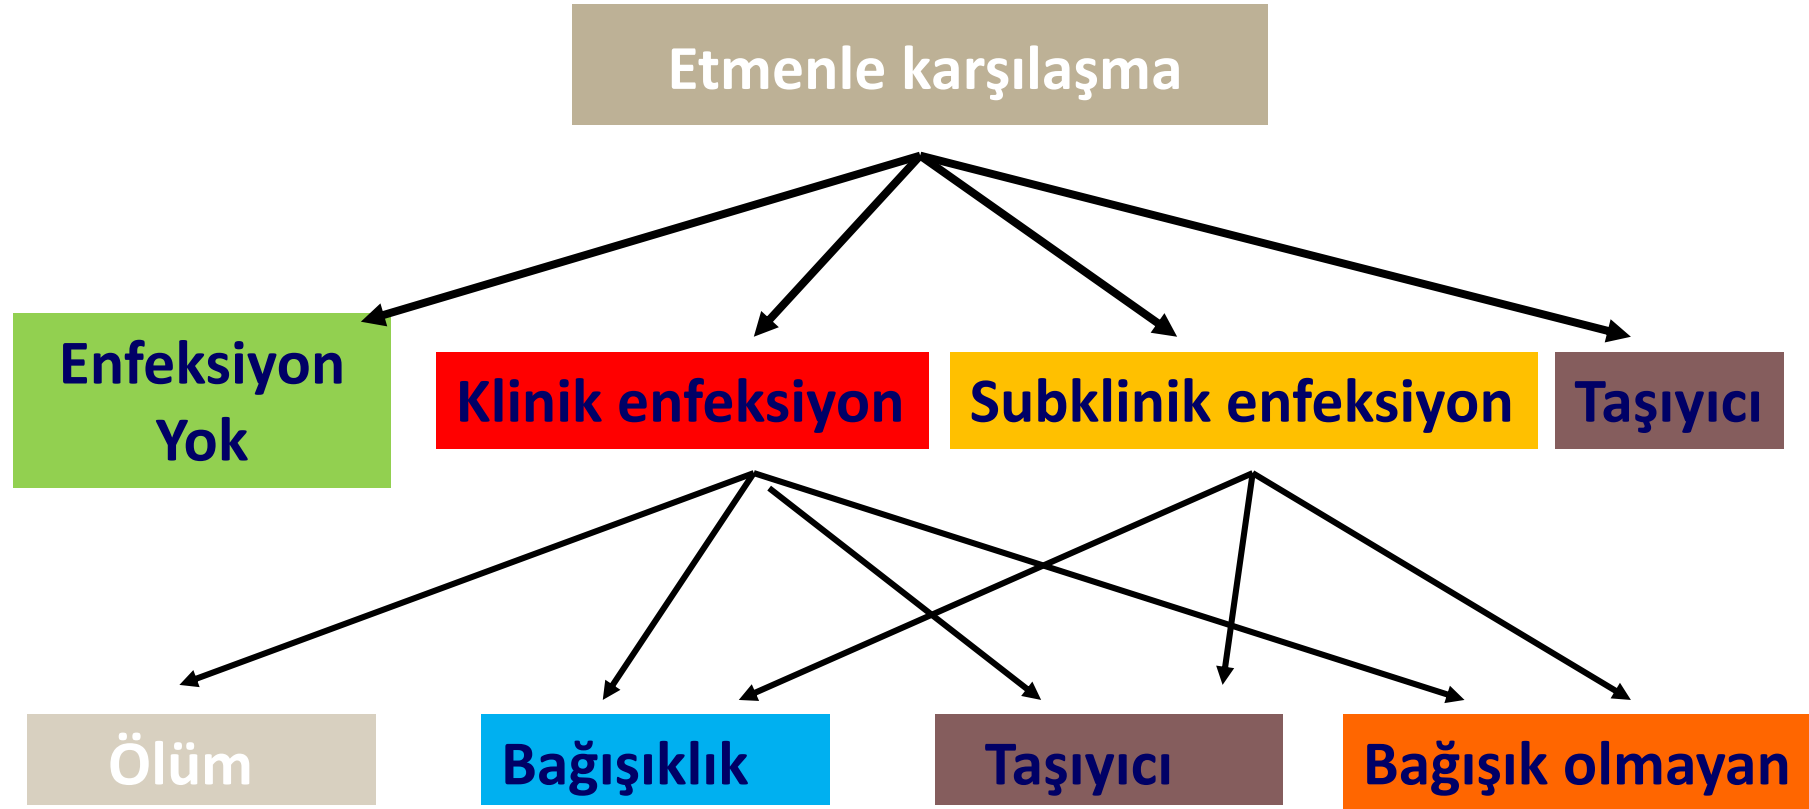 Etmenle karşılaşma
Enfeksiyon
Yok
Klinik enfeksiyon
Subklinik enfeksiyon
Taşıyıcı
Ölüm
Bağışıklık
Taşıyıcı
Bağışık olmayan